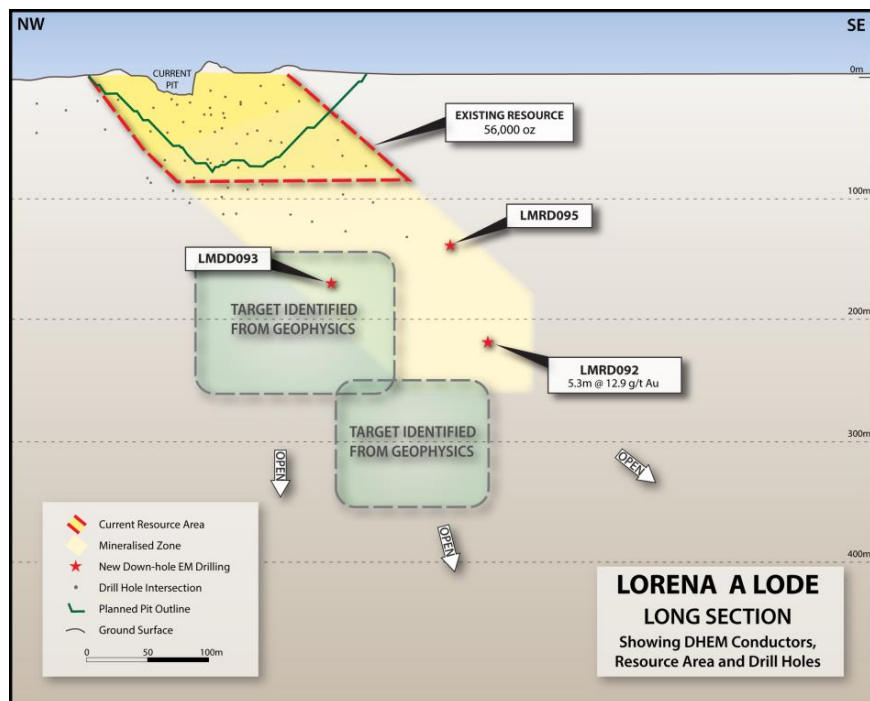 NW
SE
CURRENT
PIT
0m
EXISTING RESOURCE
56,000 oz
100m
LMRD095
LMDD093
TARGET IDENTIFIED
FROM GEOPHYSICS
200m
LMRD092
5.3m @ 12.9 g/t Au
TARGET IDENTIFIED
FROM GEOPHYSICS
300m
OPEN
OPEN
OPEN
400m
Current Resource Area
Mineralised Zone
New Down-hole EM Drilling
Drill Hole Intersection
Planned Pit Outline
Ground Surface
0 50 100m
LORENA A LODE
LONG SECTION
Showing DHEM Conductors,
Resource Area and Drill Holes